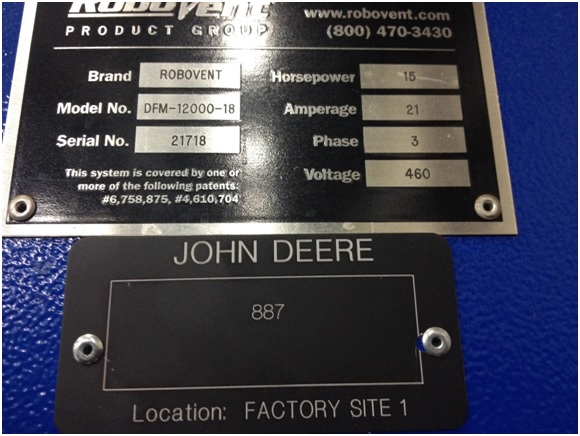 ROBOVENT
www.robovent.com
PRODUCT GROUP
(800) 470-3430
Brand ROBOVENT
Horsepower 15
Model No. DFM-12000-18
Amperage 21
Serial No. 21718
Phase 3
This system is covered by one or
more of the following patents:
#6,758,875, #4,610,704
Voltage 460
JOHN DEERE
887
Location: FACTORY SITE 1